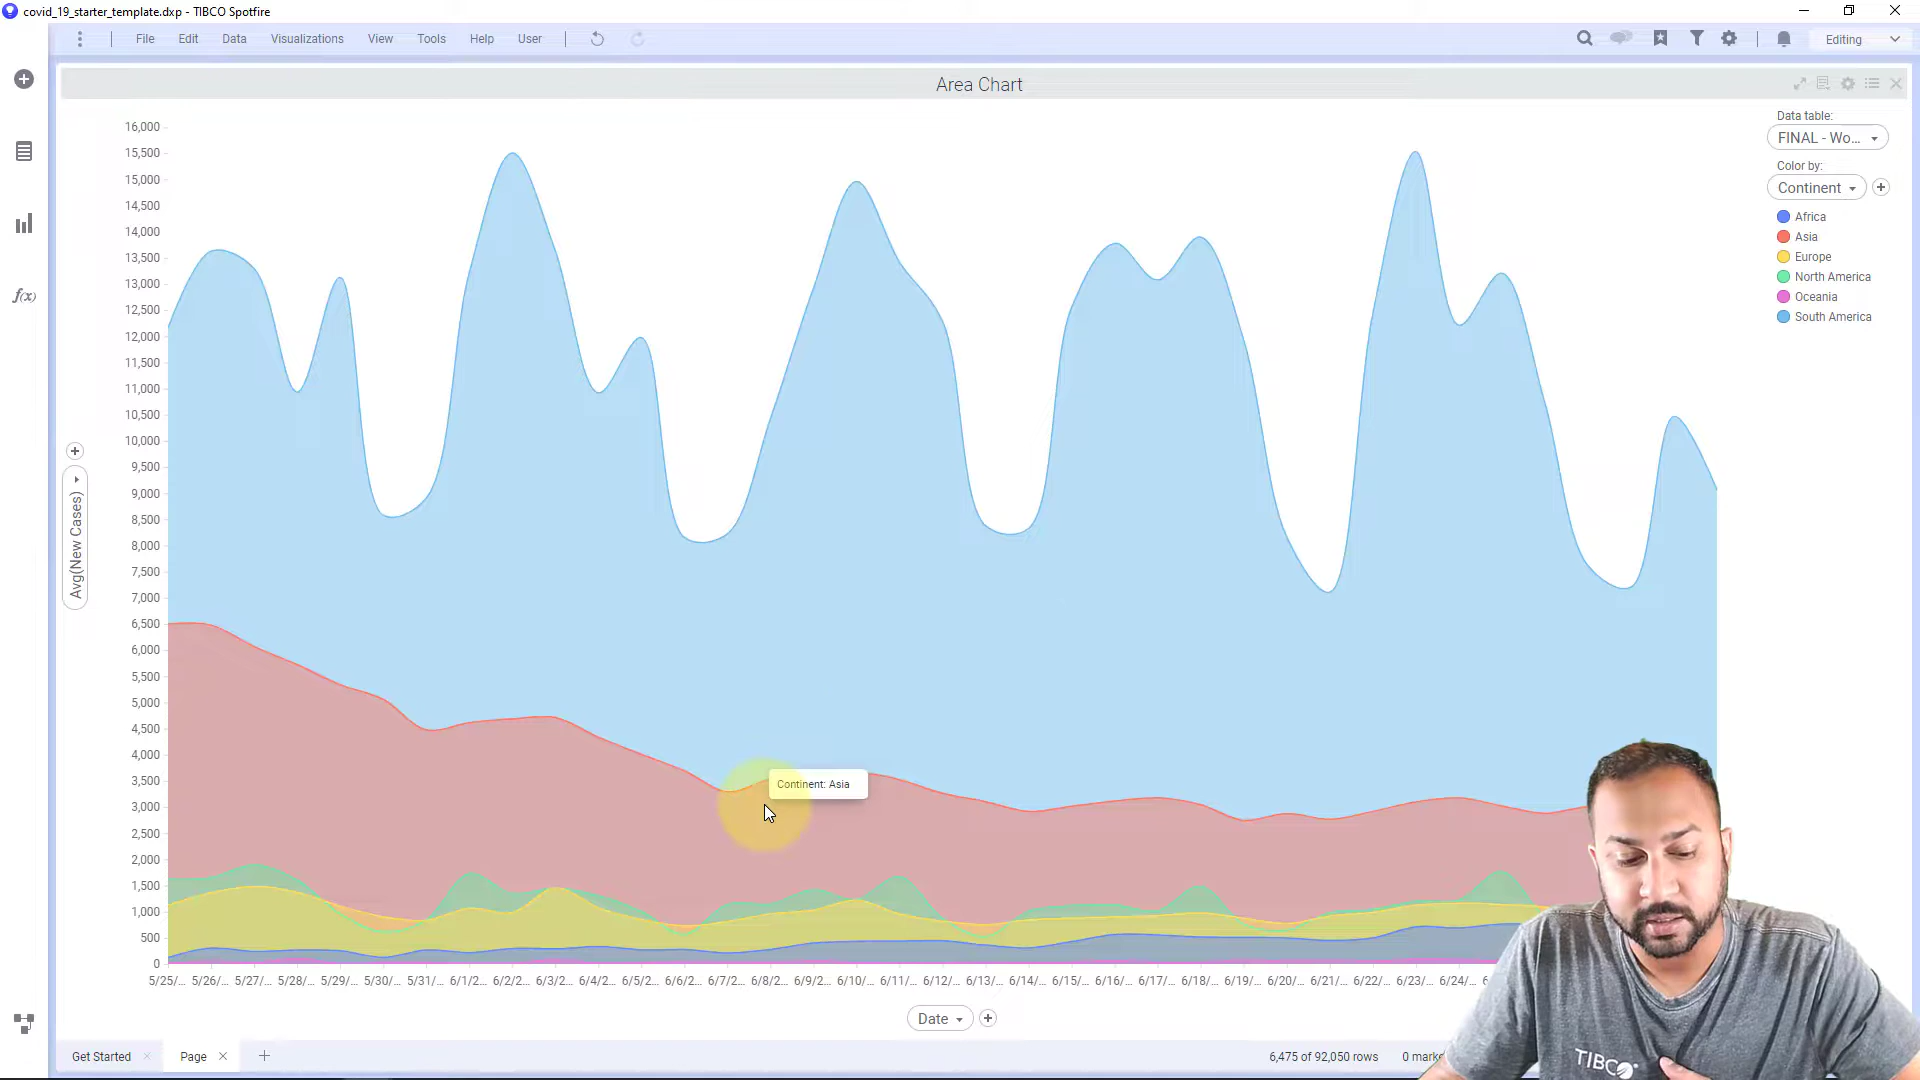 covid_19_starter_template.dxp - TIBCO Spotfire
File Edit Data Visualizations View Tools Help User
Editing
Area Chart
Data table:
FINAL - Wo...
Color by:
Continent
Africa
Asia
Europe
North America
Oceania
South America
16,000
15,500
15,000
14,500
14,000
13,500
13,000
12,500
12,000
11,500
11,000
10,500
10,000
9,500
9,000
8,500
8,000
7,500
7,000
6,500
6,000
5,500
5,000
4,500
4,000
3,500
3,000
2,500
2,000
1,500
1,000
500
0
f(x)
Avg(New Cases)
Continent: Asia
5/25/... 5/26/... 5/27/... 5/28/... 5/29/... 5/30/... 5/31/... 6/1/2... 6/2/2... 6/3/2... 6/4/2... 6/5/2... 6/6/2... 6/7/2... 6/8/2... 6/9/2... 6/10/... 6/11/... 6/12/... 6/13/... 6/14/... 6/15/... 6/16/... 6/17/... 6/18/... 6/19/... 6/20/... 6/21/... 6/22/... 6/23/... 6/24/...
Date
Get Started
Page
6,475 of 92,050 rows
0
TIBCO